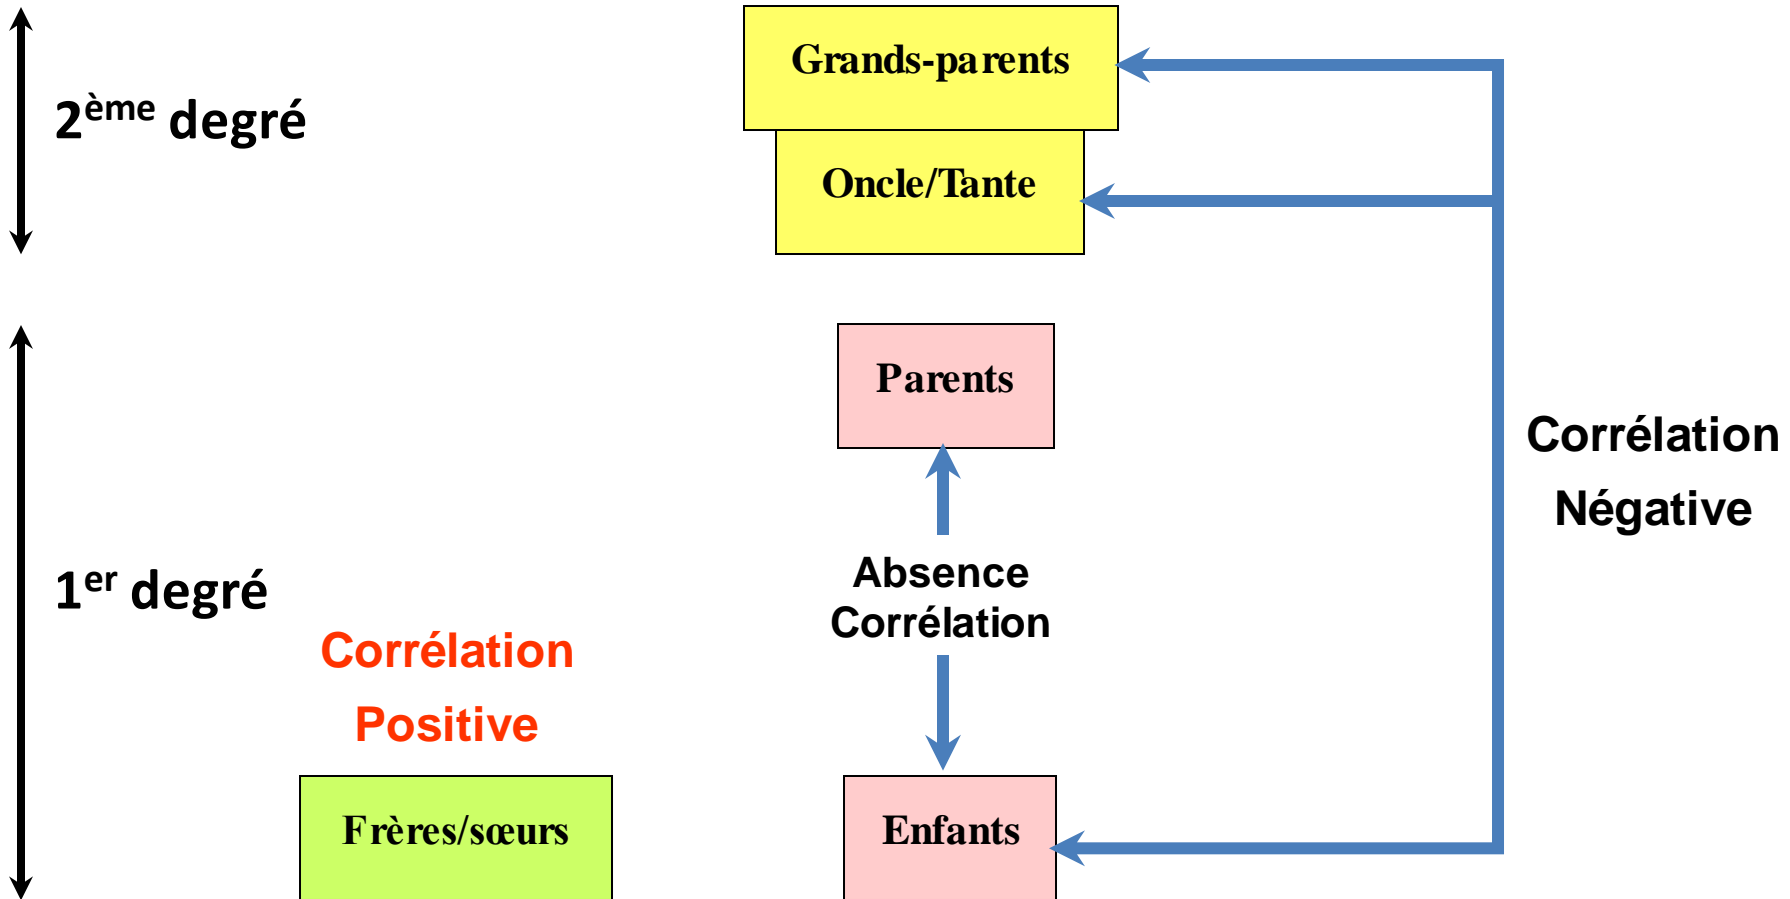 Grands-parents
2ème degré
Oncle/Tante
Parents
Corrélation
Négative
Absence
Corrélation
1er degré
Corrélation
Positive
Frères/sœurs
Enfants